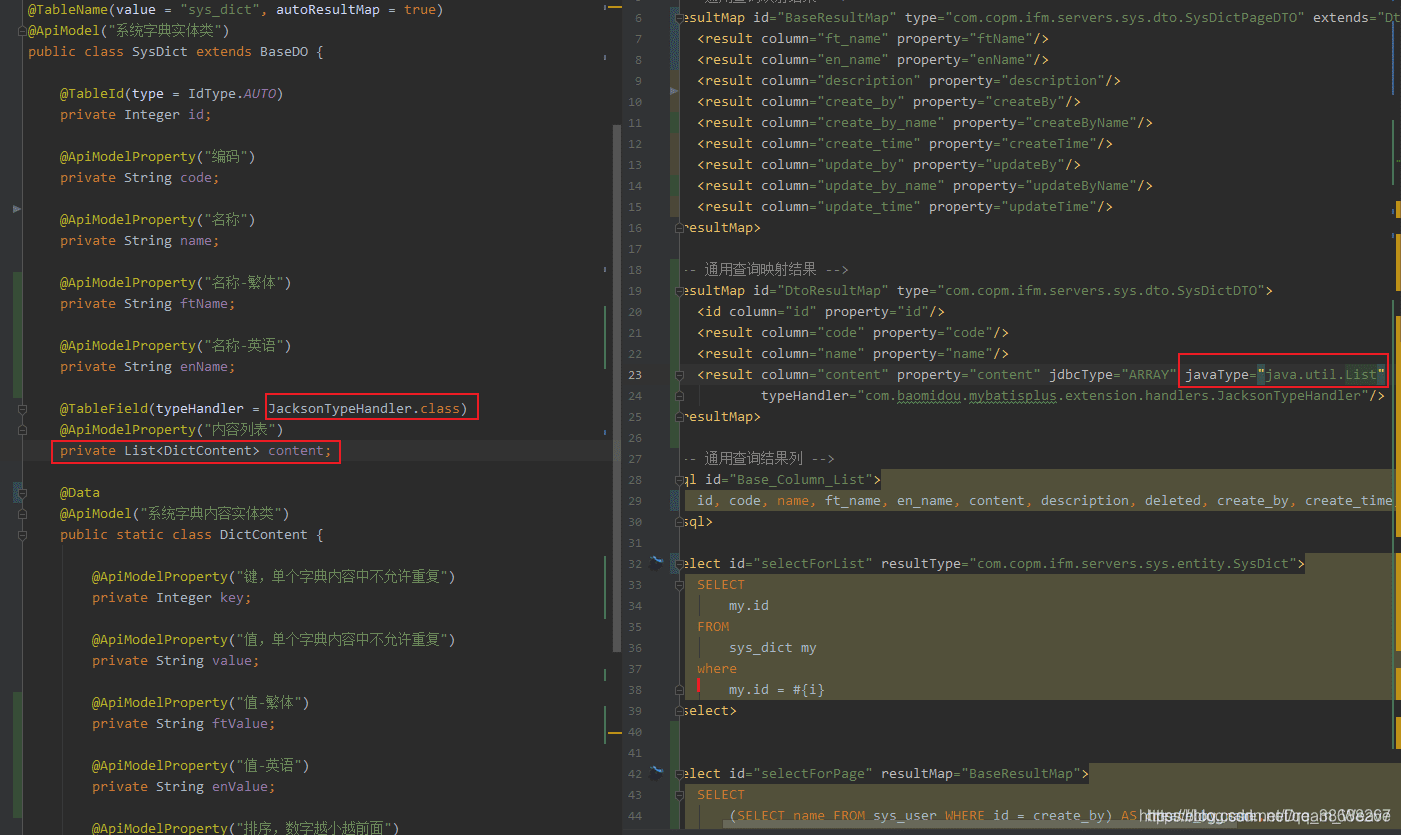 @TableName(value = "sys_dict", autoResultMap = true)
@ApiModel("系统字典实体类")
public class SysDict extends BaseDO {
@TableId(type = IdType.AUTO)
private Integer id;
@ApiModelProperty("编码")
private String code;
@ApiModelProperty("名称")
private String name;
@ApiModelProperty("名称-繁体")
private String ftName;
@ApiModelProperty("名称-英语")
private String enName;
@TableField(typeHandler = JacksonTypeHandler.class)
@ApiModelProperty("内容列表")
private List<DictContent> content;
@Data
@ApiModel("系统字典内容实体类")
public static class DictContent {
@ApiModelProperty("键，单个字典内容中不允许重复")
private Integer key;
@ApiModelProperty("值，单个字典内容中不允许重复")
private String value;
@ApiModelProperty("值-繁体")
private String ftValue;
@ApiModelProperty("值-英语")
private String enValue;
@ApiModelProperty("排序，数字越小越前面")
6 esultMap id="BaseResultMap" type="com.copm.ifm.servers.sys.dto.SysDictPageDTO" extends="Dt
7 <result column="ft_name" property="ftName"/>
8 <result column="en_name" property="enName"/>
9 <result column="description" property="description"/>
10 <result column="create_by" property="createBy"/>
11 <result column="create_by_name" property="createByName"/>
12 <result column="create_time" property="createTime"/>
13 <result column="update_by" property="updateBy"/>
14 <result column="update_by_name" property="updateByName"/>
15 <result column="update_time" property="updateTime"/>
16 resultMap>
17
18 -- 通用查询映射结果 -->
19 esultMap id="DtoResultMap" type="com.copm.ifm.servers.sys.dto.SysDictDTO">
20 <id column="id" property="id"/>
21 <result column="code" property="code"/>
22 <result column="name" property="name"/>
23 <result column="content" property="content" jdbcType="ARRAY" javaType="java.util.List"
24 typeHandler="com.baomidou.mybatisplus.extension.handlers.JacksonTypeHandler"/>
25 resultMap>
26
27 -- 通用查询结果列 -->
28 ql id="Base_Column_List">
29 id, code, name, ft_name, en_name, content, description, deleted, create_by, create_time
30 sql>
31
32 elect id="selectForList" resultType="com.copm.ifm.servers.sys.entity.SysDict">
33 SELECT
34 my.id
35 FROM
36 sys_dict my
37 where
38 my.id = #{i}
39 select>
40
41
42 elect id="selectForPage" resultMap="BaseResultMap">
43 SELECT
44 (SELECT name FROM sys_user WHERE id = create_by) AS